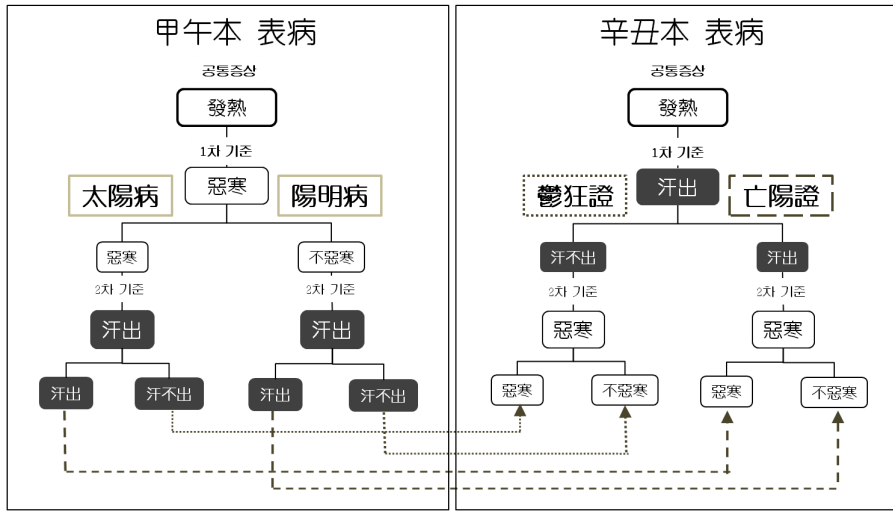 甲午本 表病
공통증상
發熱
1차 기준
惡寒
太陽病
陽明病
惡寒
不惡寒
2차 기준
2차 기준
汗出
汗出
汗出
汗不出
汗出
汗不出
辛丑本 表病
공통증상
發熱
1차 기준
汗出
鬱狂證
亡陽證
汗不出
汗出
2차 기준
2차 기준
惡寒
惡寒
惡寒
不惡寒
惡寒
不惡寒